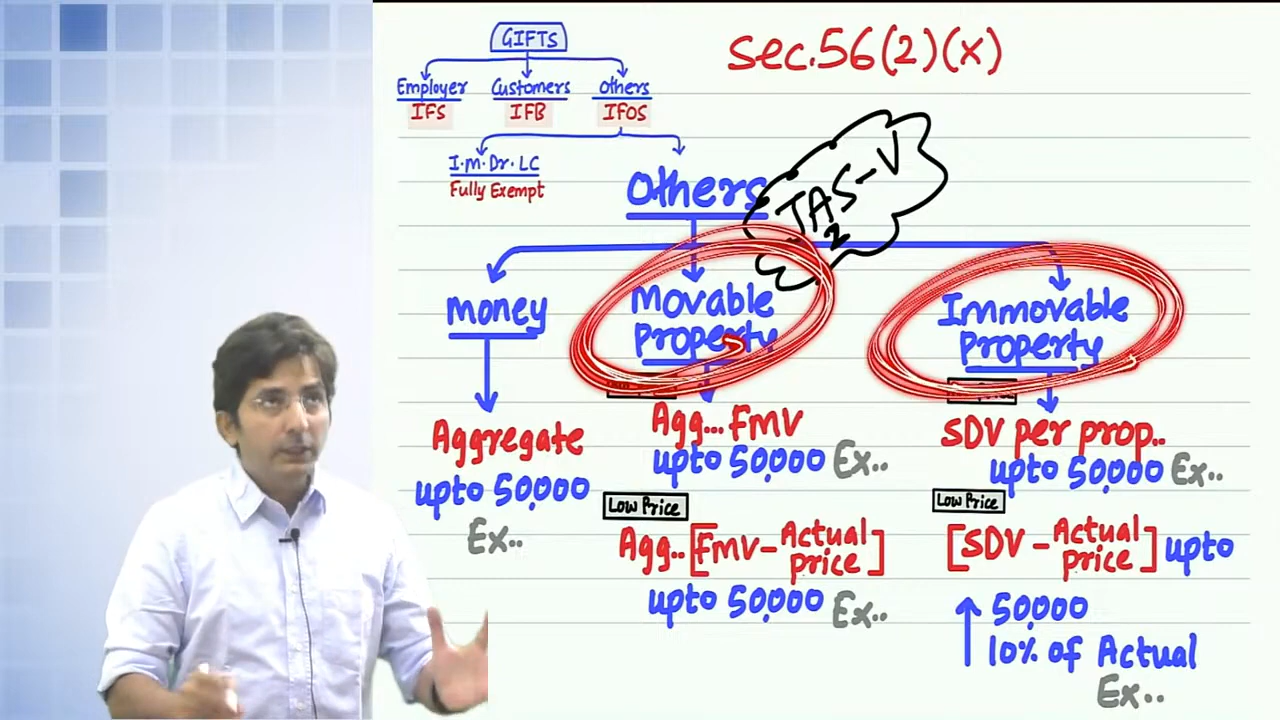 GIFTS
sec.56(2)(x)
Employer
IFS
Customers
IFB
Others
IFOS
I.m.Dr.LC
Fully Exempt
Others
JAS-V
2
money
Movable
Property
Immovable
Property
Aggregate
upto 50,000
Ex..
Agg... FMV
upto 50,000 Ex..
Low Price
Agg..[FMV-Actual price]
upto 50,000 Ex..
SDV per prop..
upto 50,000 Ex..
Low Price
[SDV-Actual price] upto
↑ 50,000
10% of Actual
Ex..